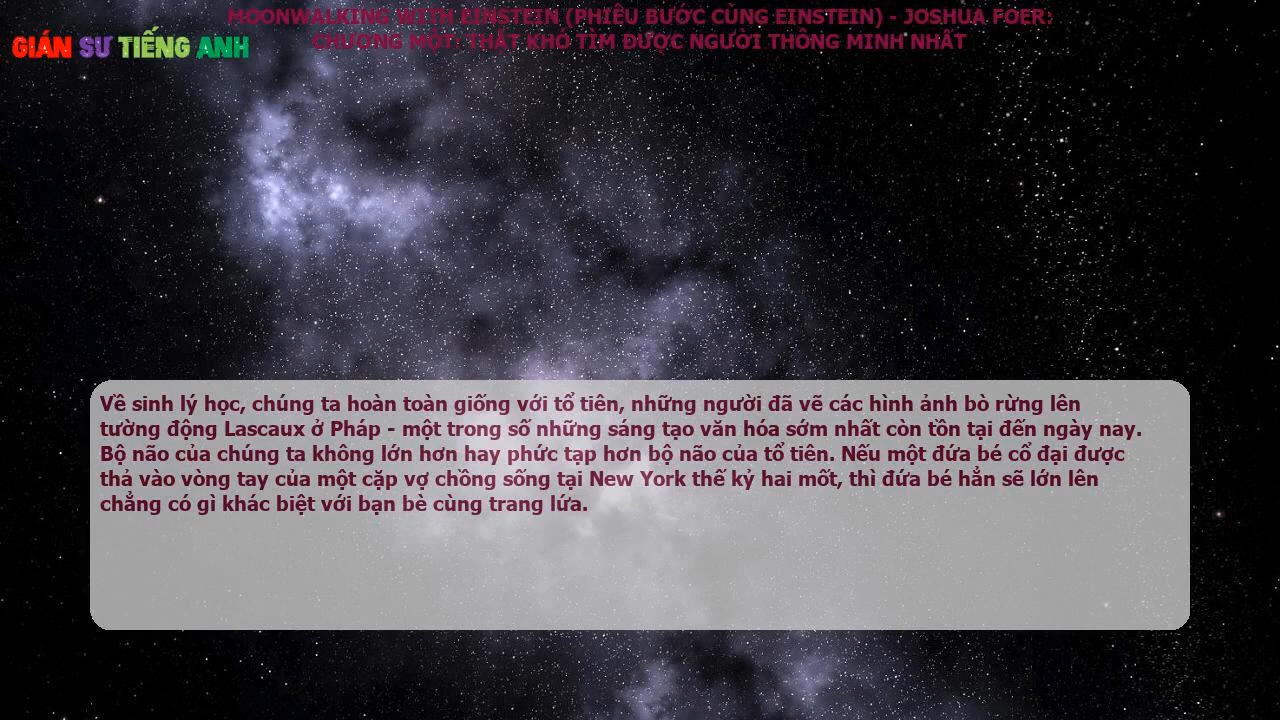 MOONWALKING WITH EINSTEIN (PHIÊU BƯỚC CÙNG EINSTEIN) - JOSHUA FOER:
CHƯƠNG MỘT: THẬT KHÓ TÌM ĐƯỢC NGƯỜI THÔNG MINH NHẤT
GIÁN SƯ TIẾNG ANH
Về sinh lý học, chúng ta hoàn toàn giống với tổ tiên, những người đã vẽ các hình ảnh bò rừng lên
tường động Lascaux ở Pháp - một trong số những sáng tạo văn hóa sớm nhất còn tồn tại đến ngày nay.
Bộ não của chúng ta không lớn hơn hay phức tạp hơn bộ não của tổ tiên. Nếu một đứa bé cổ đại được
thả vào vòng tay của một cặp vợ chồng sống tại New York thế kỷ hai mốt, thì đứa bé hẳn sẽ lớn lên
chẳng có gì khác biệt với bạn bè cùng trang lứa.